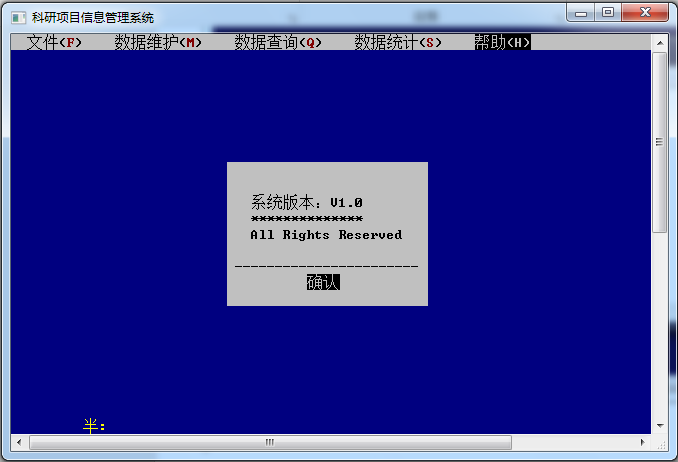 科研项目信息管理系统
文件(F) 数据维护(M) 数据查询(Q) 数据统计(S) 帮助(H)
系统版本：V1.0
**************
All Rights Reserved
-----------------------
确认
半：